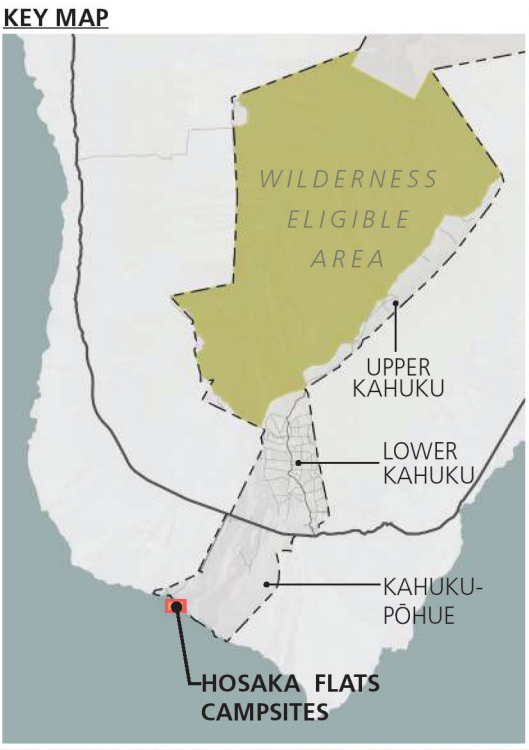 KEY MAP
WILDERNESS
ELIGIBLE
AREA
UPPER
KAHUKU
LOWER
KAHUKU
KAHUKU-
PŌHUE
HOSAKA FLATS
CAMPSITES